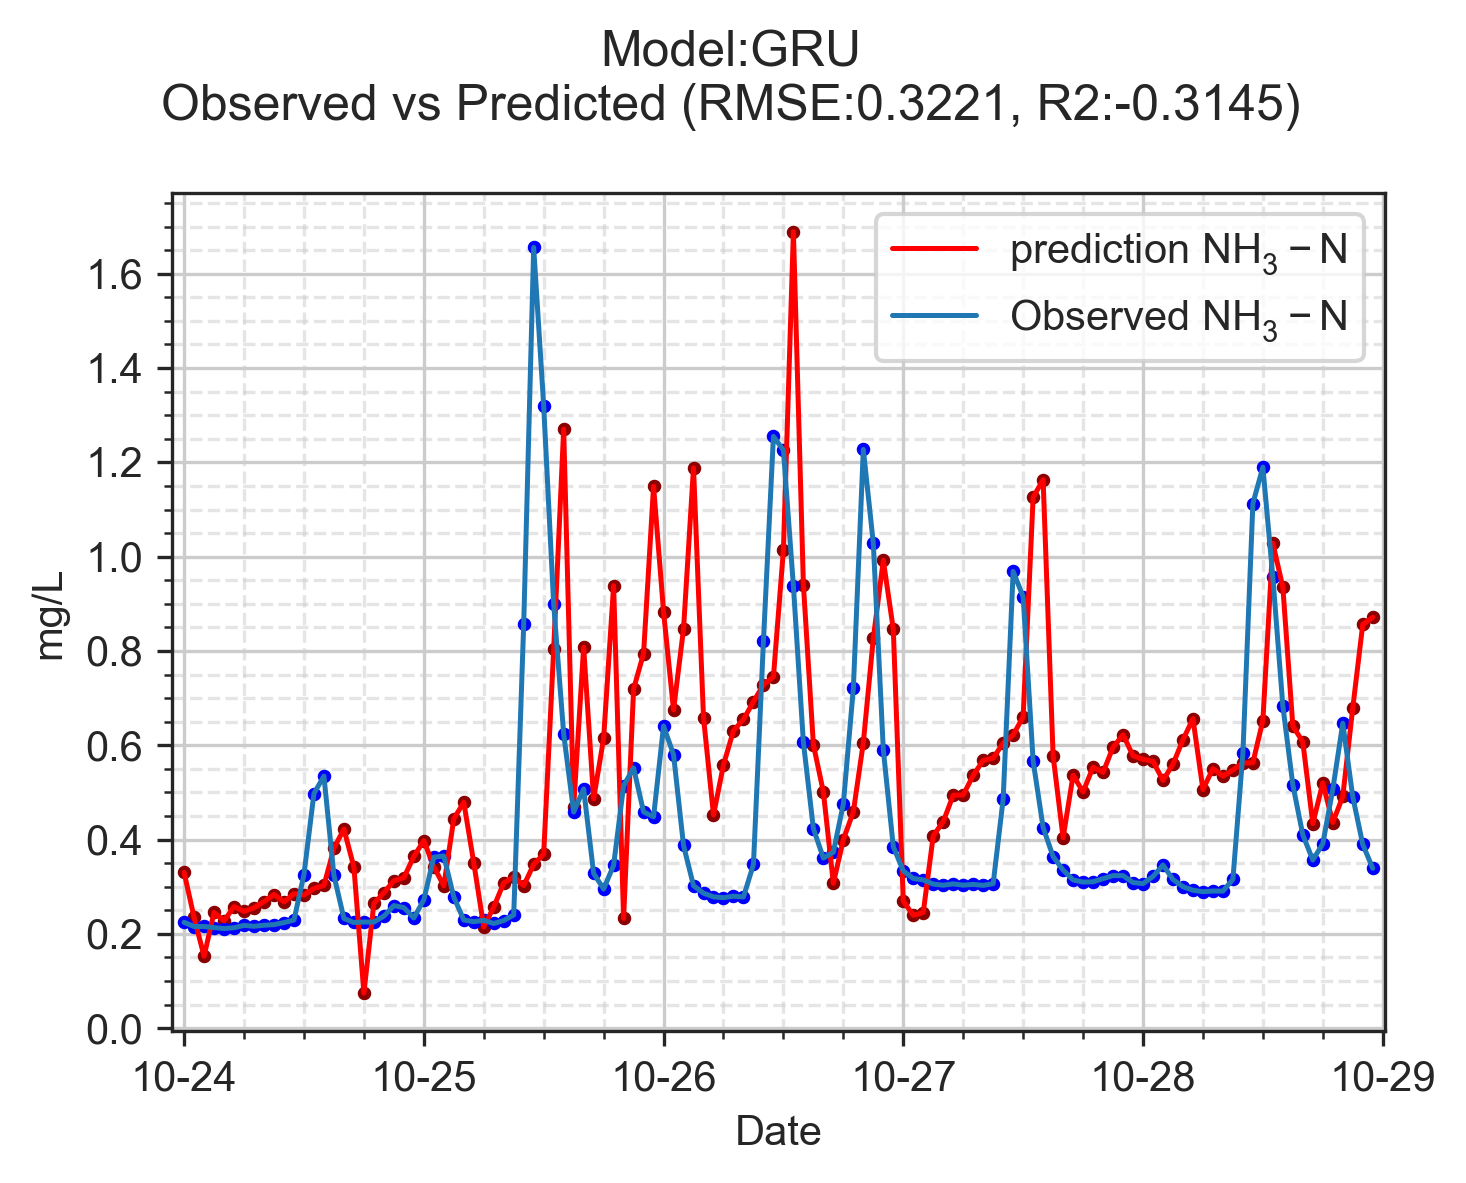 Model:GRU
Observed vs Predicted (RMSE:0.3221, R2:-0.3145)
prediction NH₃ − N
Observed NH₃ − N
mg/L
1.6
1.4
1.2
1.0
0.8
0.6
0.4
0.2
0.0
10-24 10-25 10-26 10-27 10-28 10-29
Date